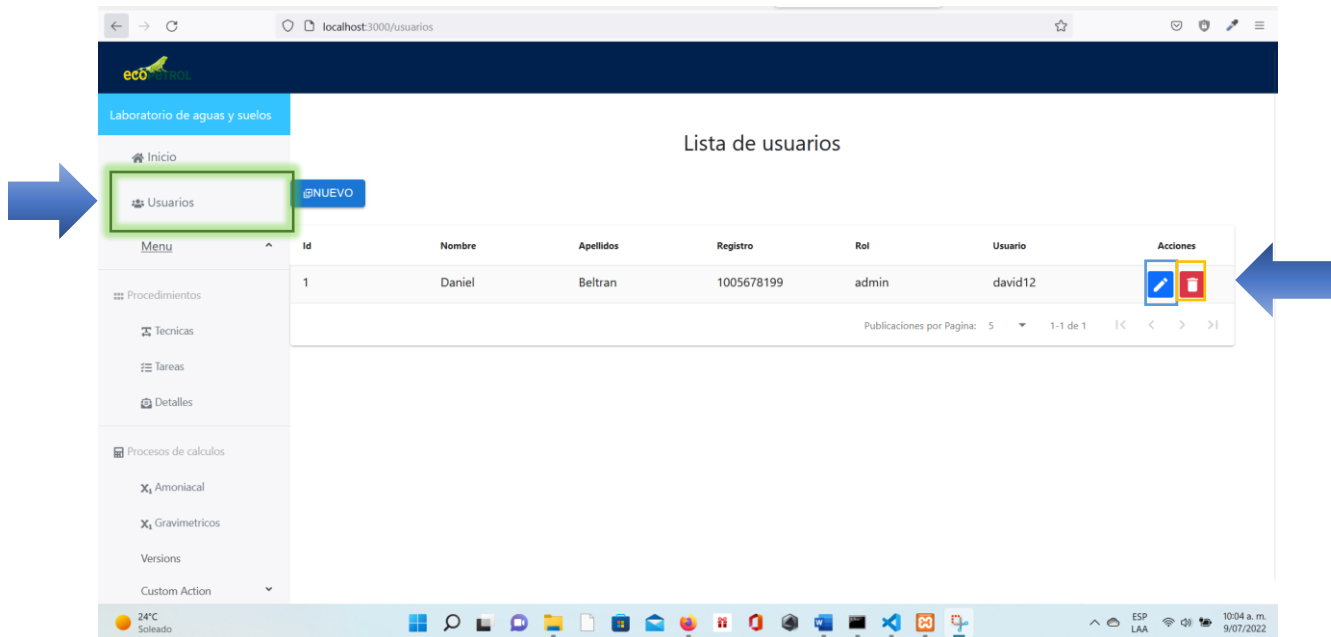 localhost:3000/usuarios
ecopetrol
Laboratorio de aguas y suelos
Inicio
Usuarios
Menu
Procedimientos
Tecnicas
Tareas
Detalles
Procesos de calculos
X₁ Amoniacal
X₁ Gravimetricos
Versions
Custom Action
Lista de usuarios
NUEVO
Id Nombre Apellidos Registro Rol Usuario Acciones
1 Daniel Beltran 1005678199 admin david12
Publicaciones por Pagina: 5 1-1 de 1
24°C
Soleado
ESP
LAA
10:04 a. m.
9/07/2022